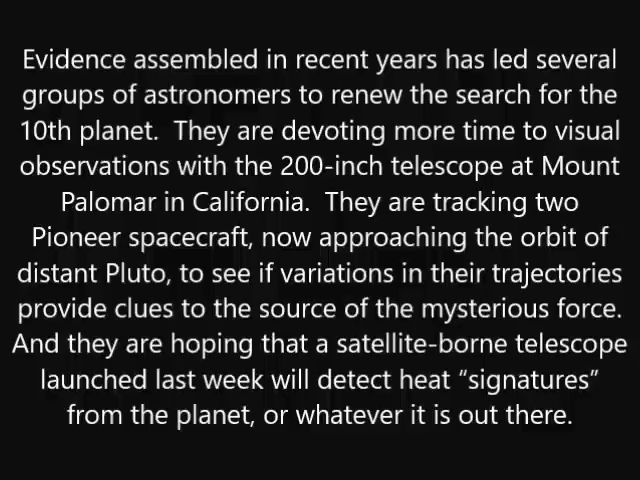 Evidence assembled in recent years has led several
groups of astronomers to renew the search for the
10th planet.  They are devoting more time to visual
observations with the 200-inch telescope at Mount
Palomar in California.  They are tracking two
Pioneer spacecraft, now approaching the orbit of
distant Pluto, to see if variations in their trajectories
provide clues to the source of the mysterious force.
And they are hoping that a satellite-borne telescope
launched last week will detect heat “signatures”
from the planet, or whatever it is out there.